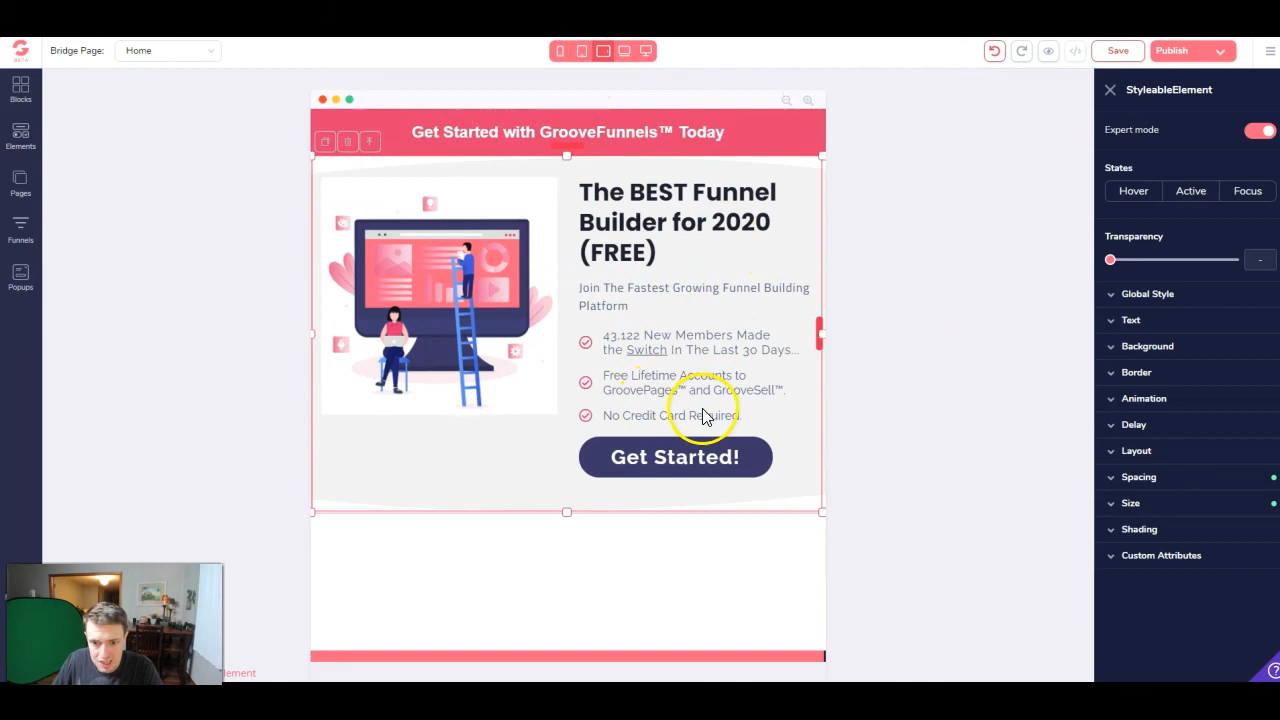 Bridge Page:
Home
Save
Publish
BETA
Blocks
Elements
Pages
Funnels
Popups
Get Started with GrooveFunnels™ Today
The BEST Funnel
Builder for 2020
(FREE)
Join The Fastest Growing Funnel Building
Platform
43.122 New Members Made
the Switch In The Last 30 Days...
Free Lifetime Accounts to
GroovePages™ and GrooveSell™.
No Credit Card Required.
Get Started!
StyleableElement
Expert mode
States
Hover
Active
Focus
Transparency
-
Global Style
Text
Background
Border
Animation
Delay
Layout
Spacing
Size
Shading
Custom Attributes
lement